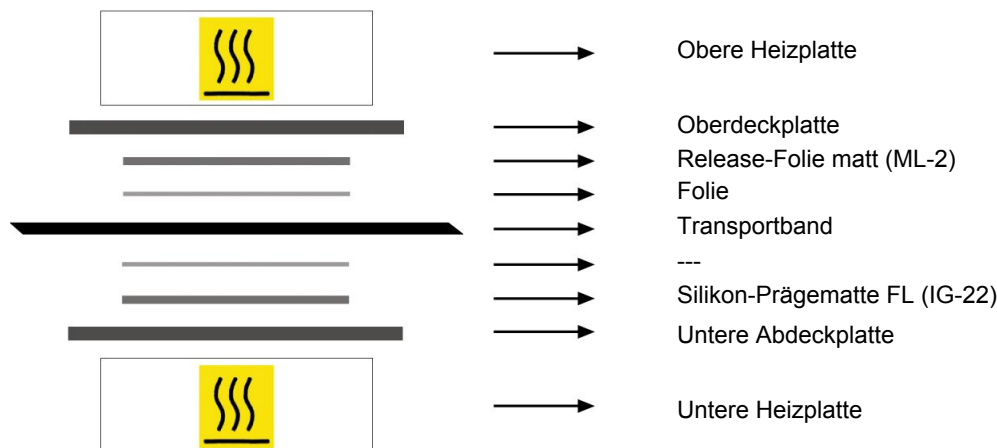 Obere Heizplatte
Oberdeckplatte
Release-Folie matt (ML-2)
Folie
Transportband
---
Silikon-Prägematte FL (IG-22)
Untere Abdeckplatte
Untere Heizplatte